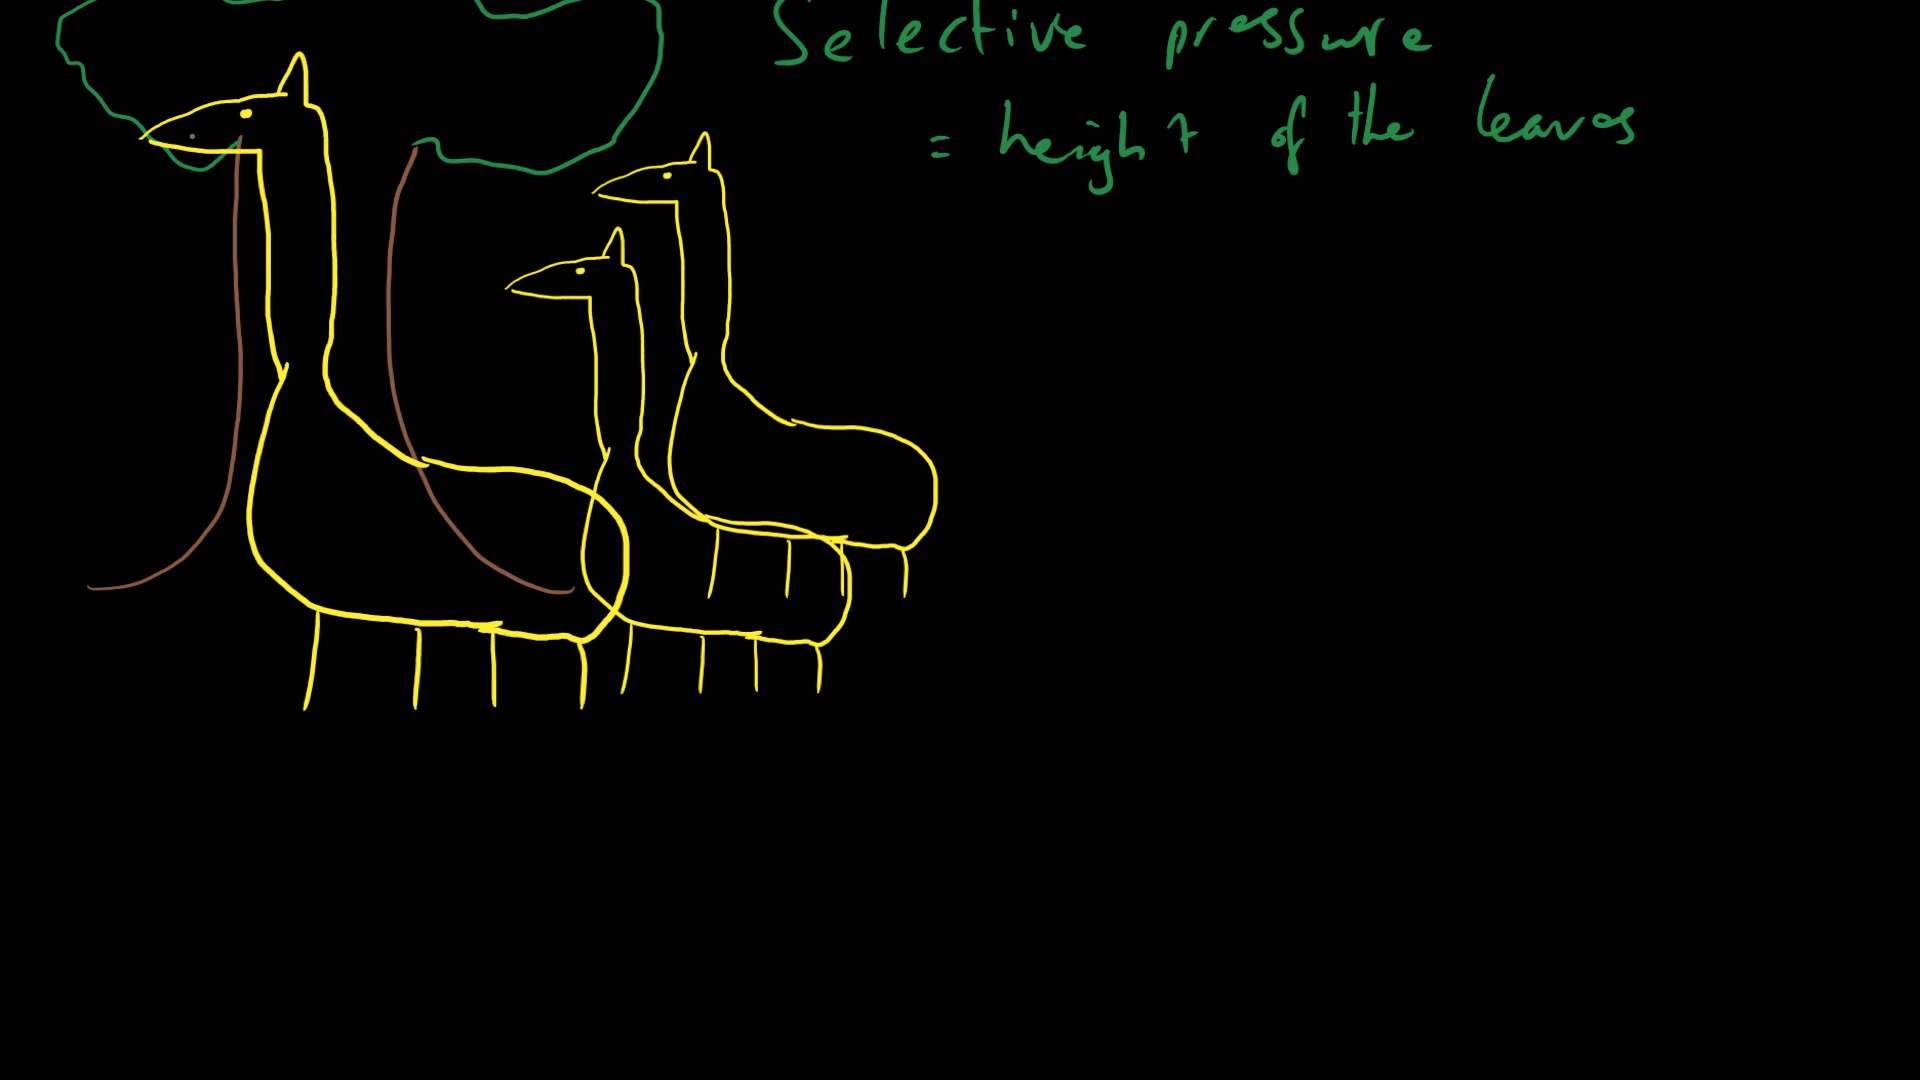 Selective pressure
= height of the leaves